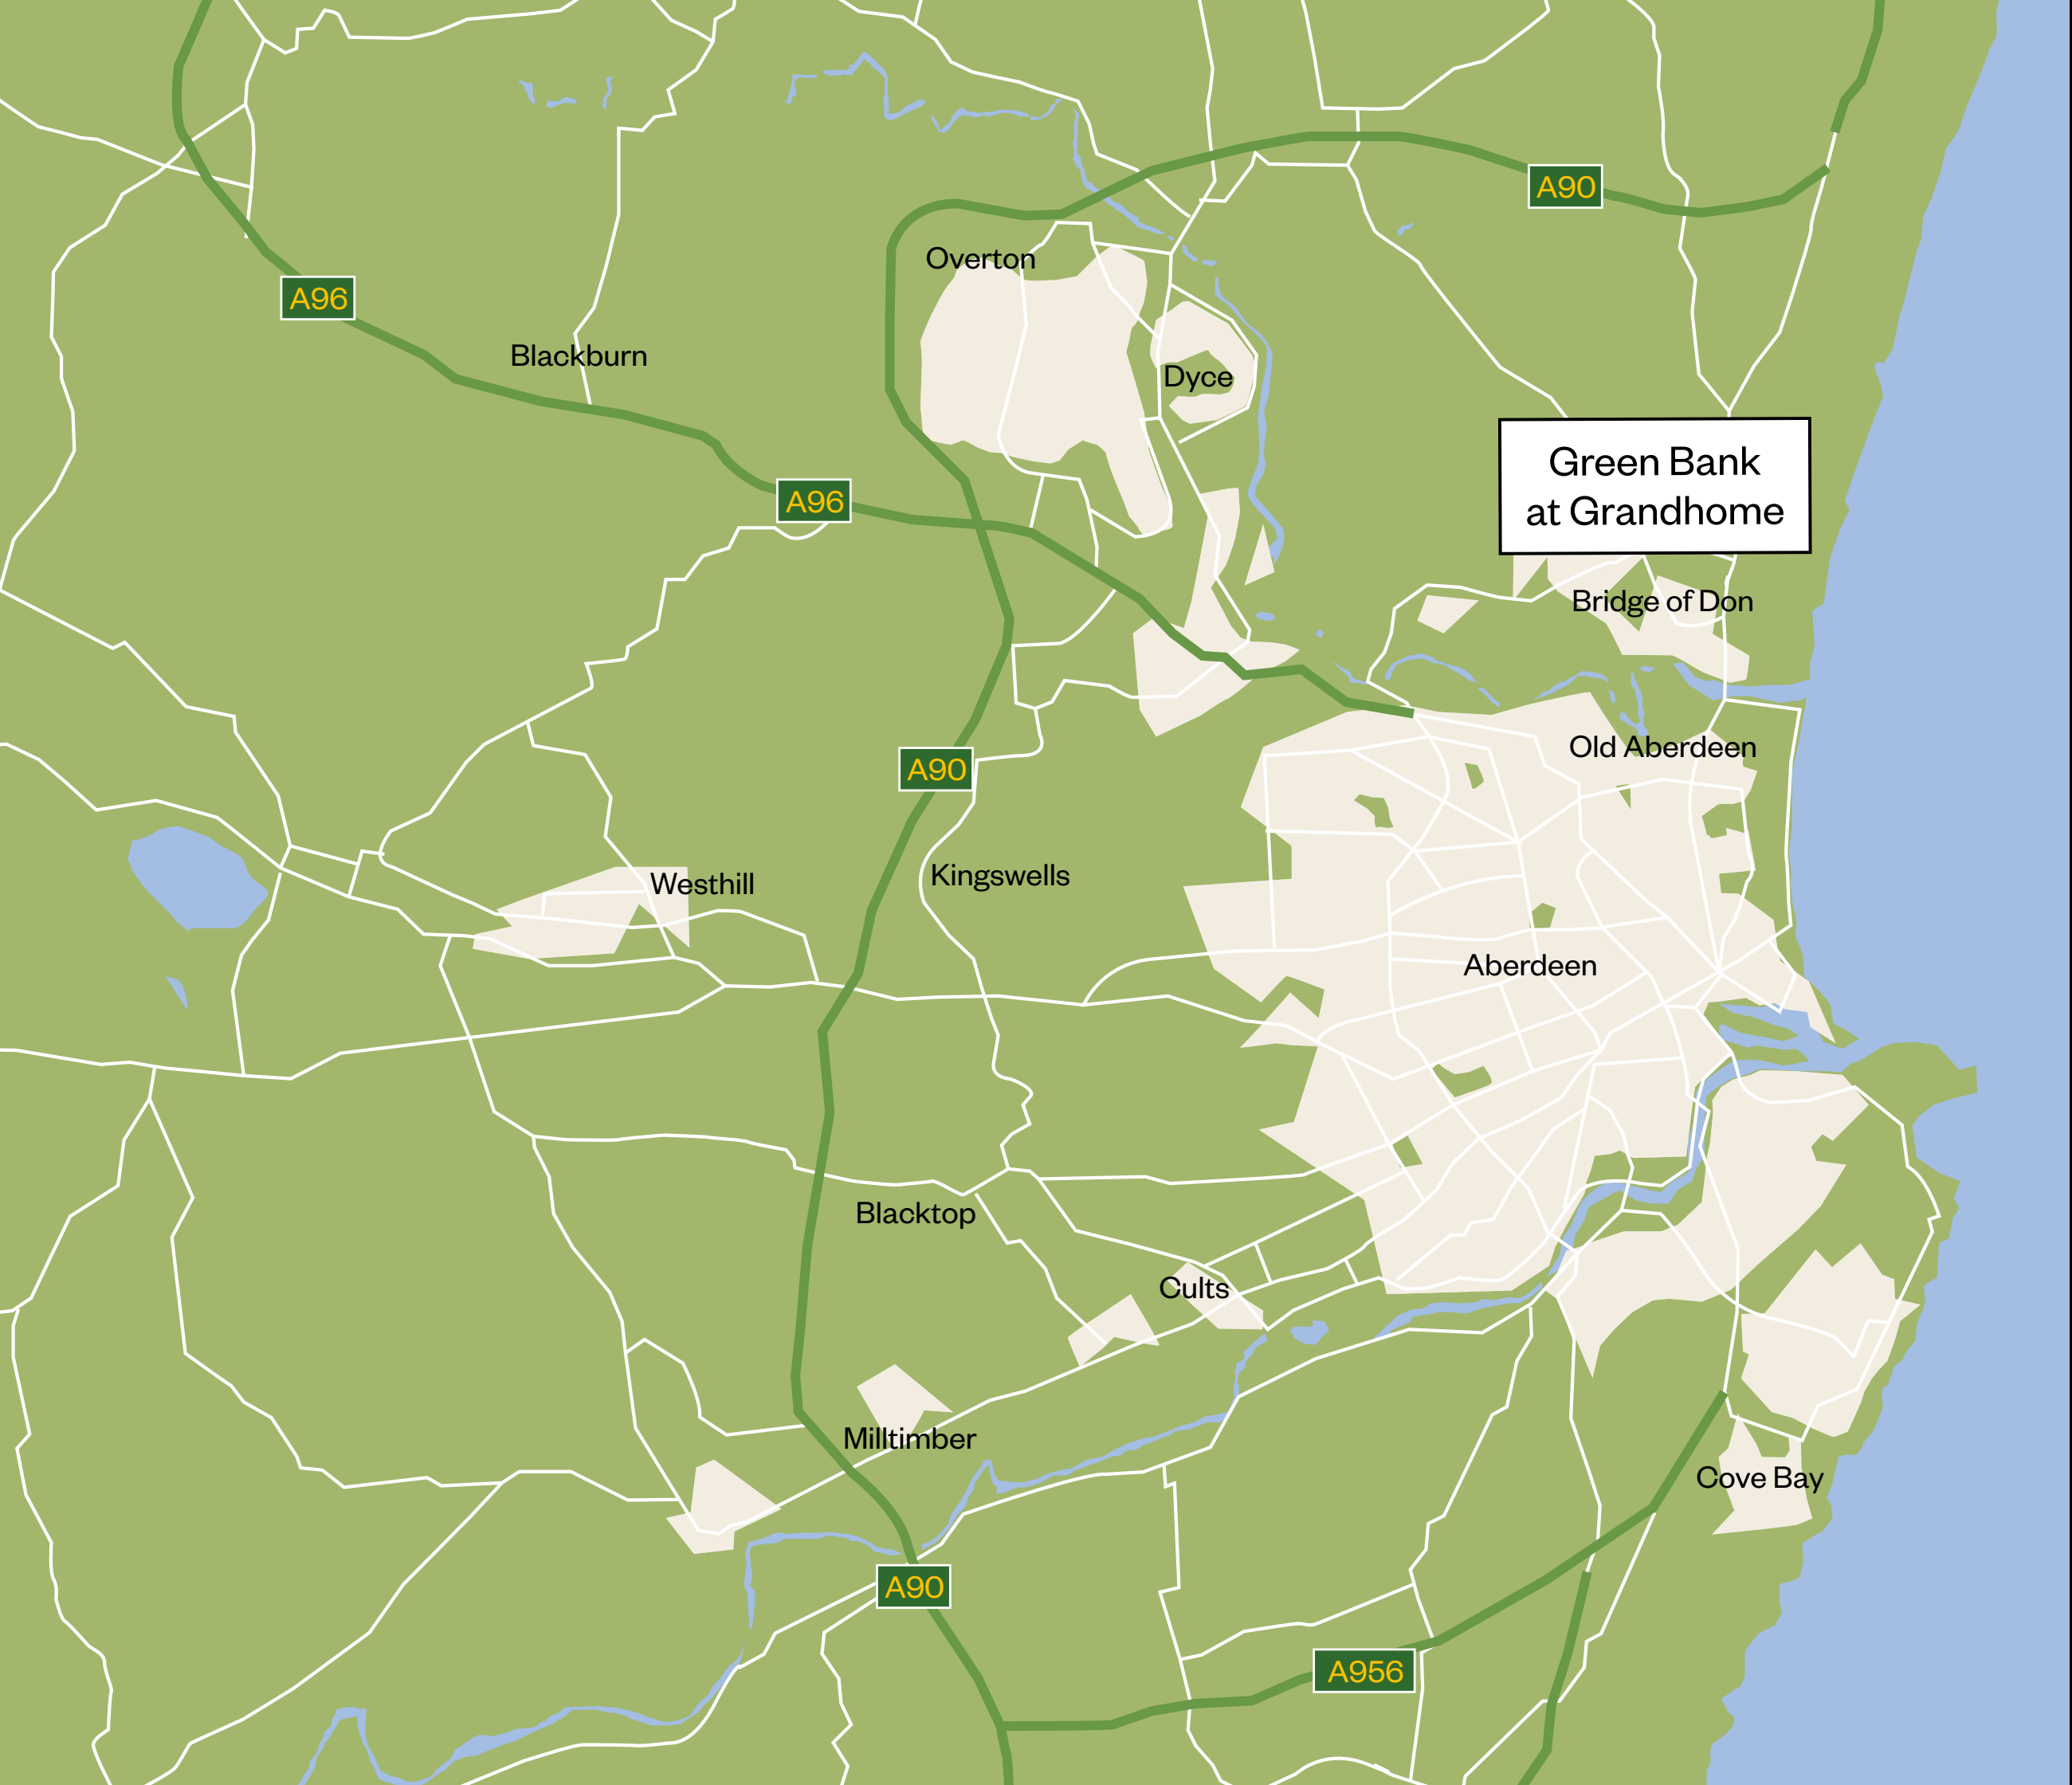 A90
Overton
A96
Blackburn
Dyce
Green Bank
at Grandhome
A96
Bridge of Don
Old Aberdeen
A90
Kingswells
Westhill
Aberdeen
Blacktop
Cults
Milltimber
Cove Bay
A90
A956